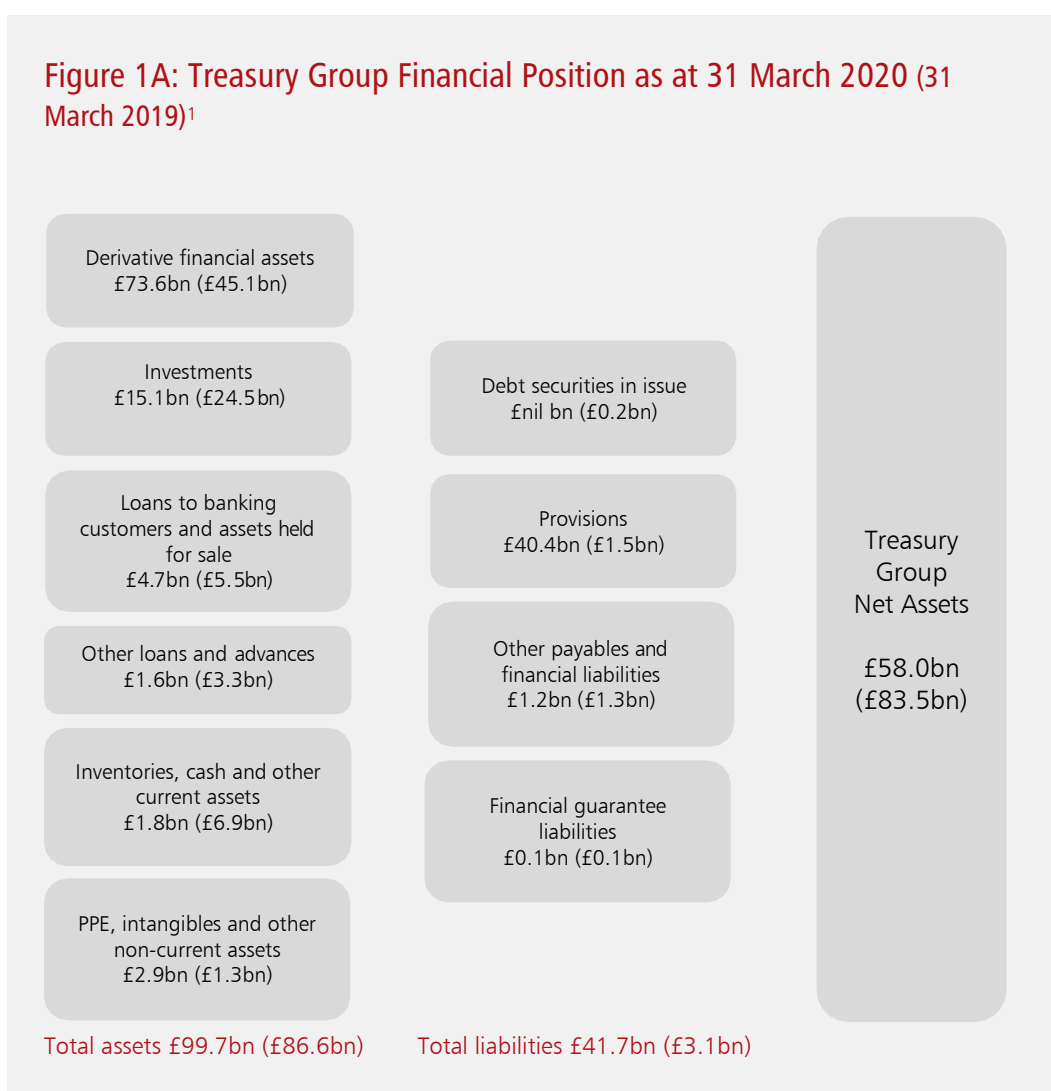 Figure 1A: Treasury Group Financial Position as at 31 March 2020 (31
March 2019)1
Derivative financial assets
£73.6bn (£45.1bn)
Investments
£15.1bn (£24.5bn)
Loans to banking
customers and assets held
for sale
£4.7bn (£5.5bn)
Other loans and advances
£1.6bn (£3.3bn)
Inventories, cash and other
current assets
£1.8bn (£6.9bn)
PPE, intangibles and other
non-current assets
£2.9bn (£1.3bn)
Total assets £99.7bn (£86.6bn)
Debt securities in issue
£nil bn (£0.2bn)
Provisions
£40.4bn (£1.5bn)
Other payables and
financial liabilities
£1.2bn (£1.3bn)
Financial guarantee
liabilities
£0.1bn (£0.1bn)
Total liabilities £41.7bn (£3.1bn)
Treasury
Group
Net Assets
£58.0bn
(£83.5bn)